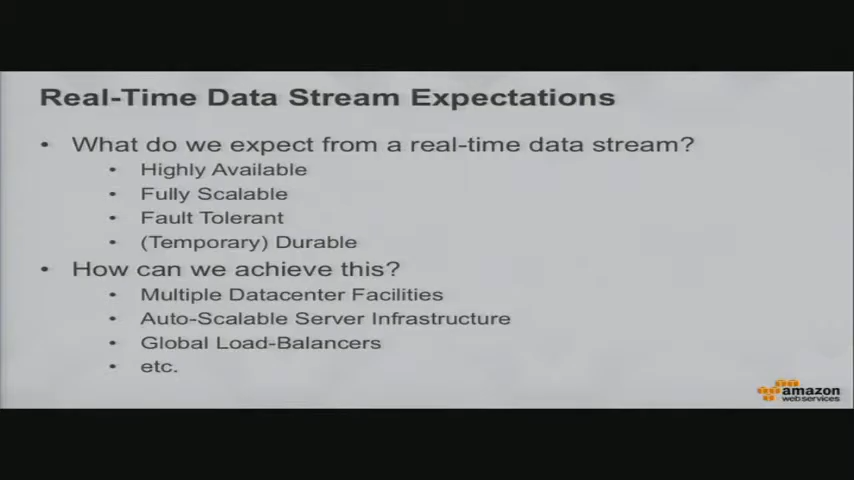 Real-Time Data Stream Expectations
• What do we expect from a real-time data stream?
• Highly Available
• Fully Scalable
• Fault Tolerant
• (Temporary) Durable
• How can we achieve this?
• Multiple Datacenter Facilities
• Auto-Scalable Server Infrastructure
• Global Load-Balancers
• etc.
amazon
webservices